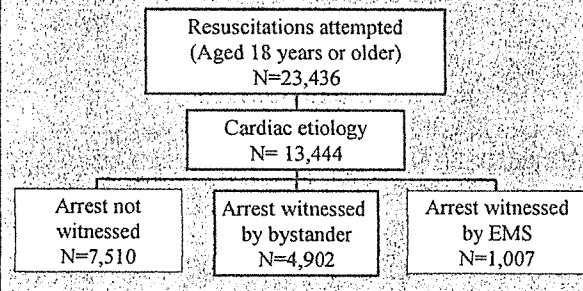 Resuscitations attempted
(Aged 18 years or older)
N=23,436
Cardiac etiology
N= 13,444
Arrest not
witnessed
N=7,510
Arrest witnessed
by bystander
N=4,902
Arrest witnessed
by EMS
N=1,007